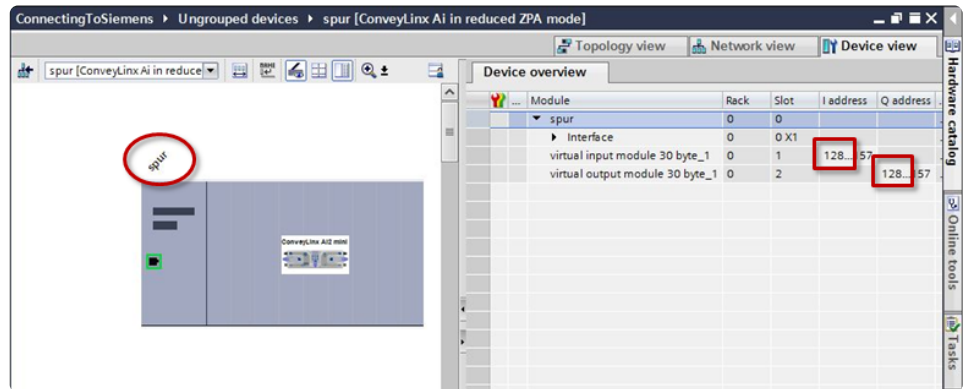 ConnectingToSiemens ▸ Ungrouped devices ▸ spur [ConveyLinx Ai in reduced ZPA mode]
Topology view Network view Device view
spur [ConveyLinx Ai in reduce
Device overview
... Module Rack Slot I address Q address
spur 0 0
Interface 0 0 X1
virtual input module 30 byte_1 0 1 128...157
virtual output module 30 byte_1 0 2 128...157
spur
ConveyLinx Ai2 mini
Hardware catalog
Online tools
Tasks